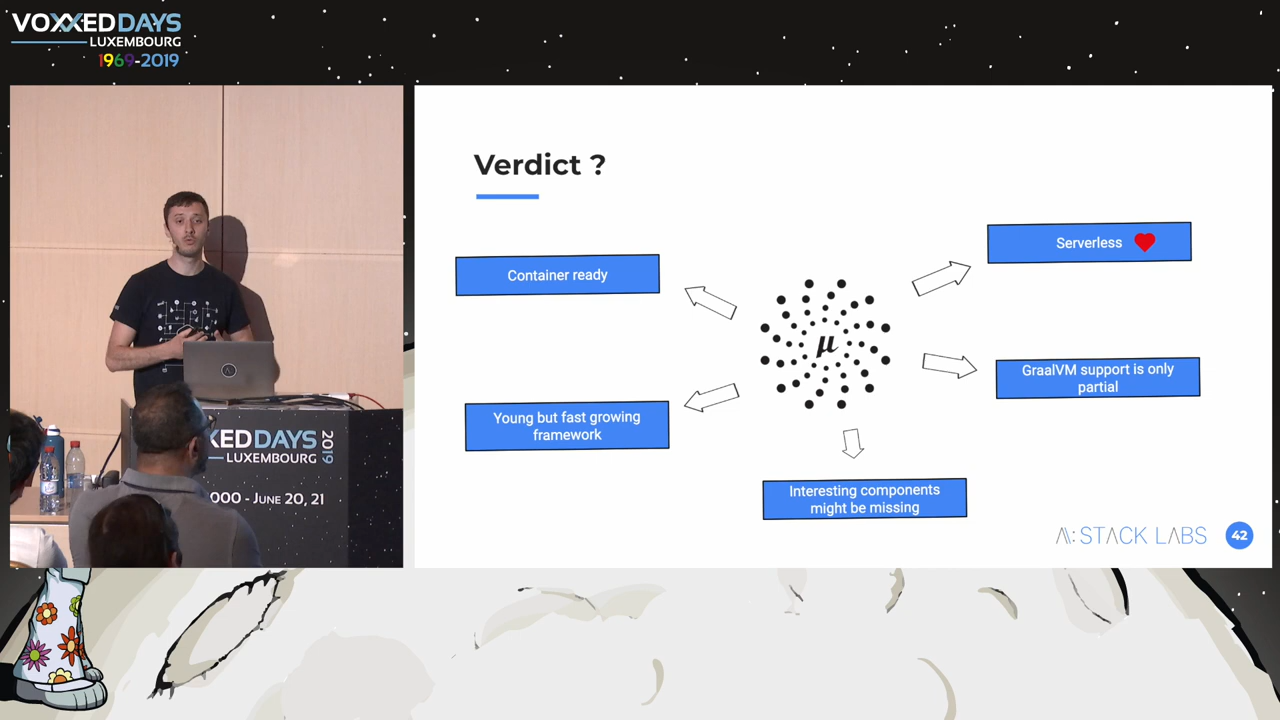 VOXXEDDAYS
LUXEMBOURG
1969-2019
Verdict ?
Container ready
Serverless
Young but fast growing
framework
μ
GraalVM support is only
partial
Interesting components
might be missing
STACK LABS
42
XEDDAYS
LUXEMBOURG
2019
000 - JUNE 20, 21